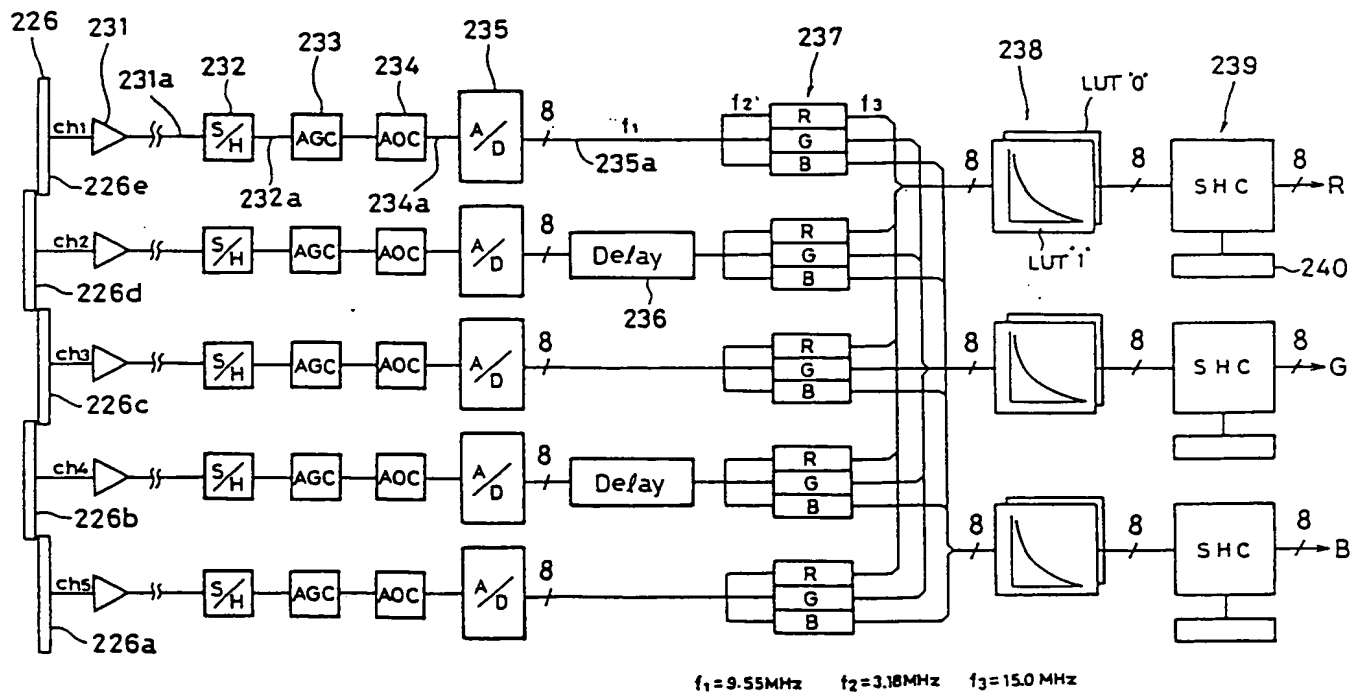 226 231 231a 232 233 234 235 237 238 239
LUT "0"
ch1 S/H AGC AOC A/D 8 f1 f2' R G B f3 8 8 SHC 8 R
226e 232a 234a 235a LUT "1" 240
ch2 S/H AGC AOC A/D 8 Delay R G B
226d 236
ch3 S/H AGC AOC A/D 8 R G B 8 8 SHC 8 G
226c
ch4 S/H AGC AOC A/D 8 Delay R G B
226b
8 8 SHC 8 B
ch5 S/H AGC AOC A/D 8 R G B
226a
f1=9.55MHz f2=3.18MHz f3=15.0MHz